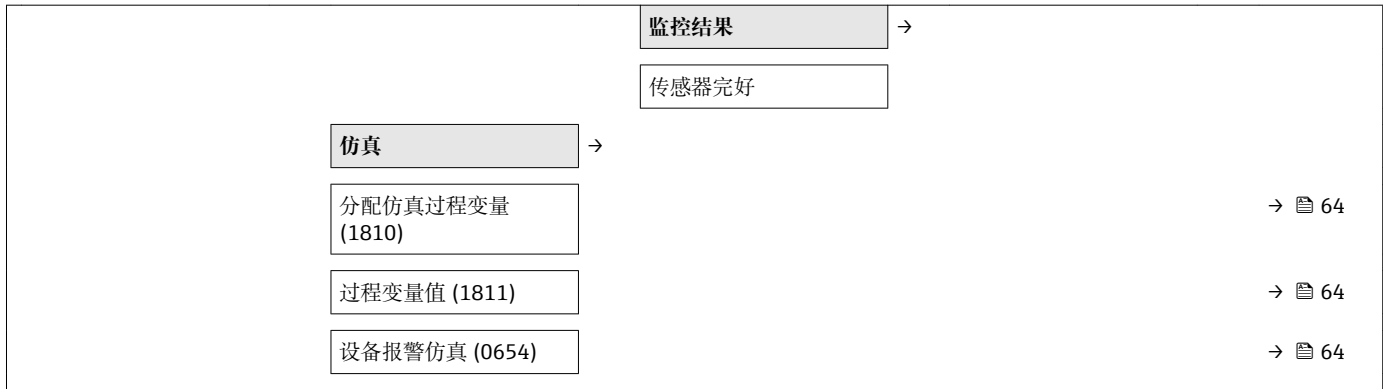 监控结果 →
传感器完好
仿真 →
分配仿真过程变量
(1810) → 64
过程变量值 (1811) → 64
设备报警仿真 (0654) → 64